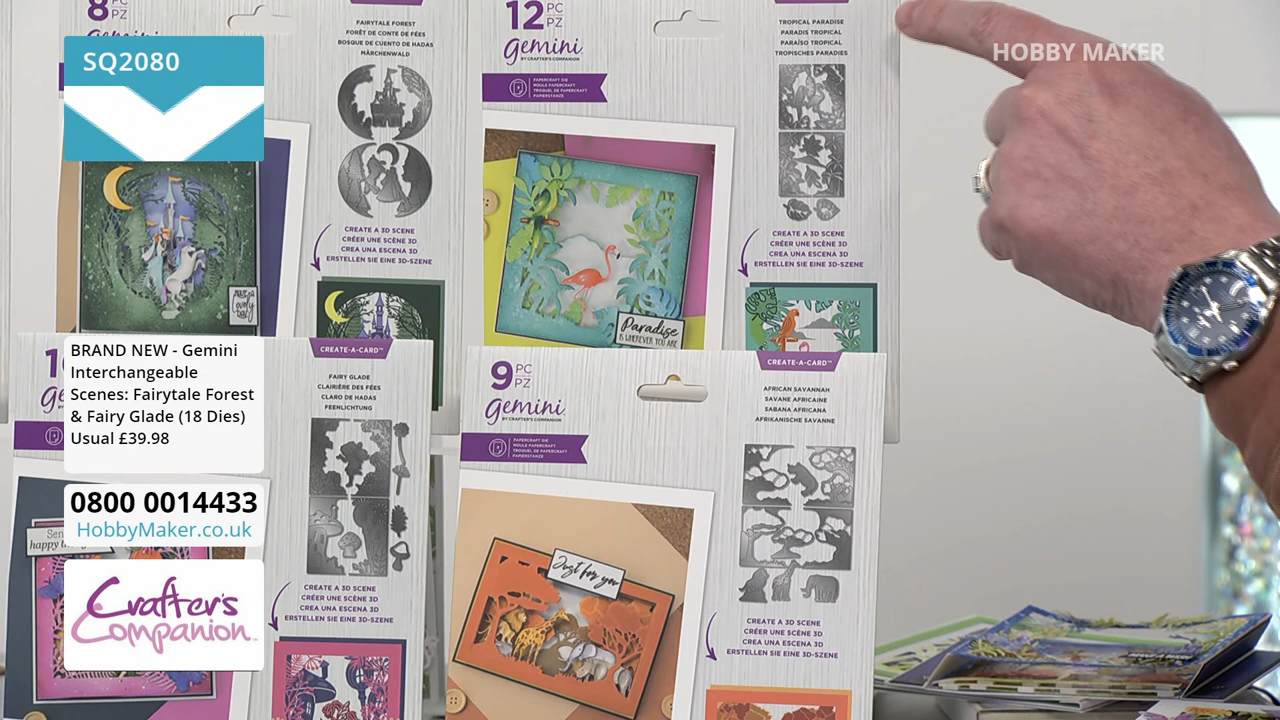 SQ2080
BRAND NEW - Gemini
Interchangeable
Scenes: Fairytale Forest
& Fairy Glade (18 Dies)
Usual £39.98
0800 0014433
HobbyMaker.co.uk
Crafter's
Companion
HOBBY MAKER
8 PC
PZ
FAIRYTALE FOREST
FORÊT DE CONTE DE FÉES
BOSQUE DE CUENTO DE HADAS
MÄRCHENWALD
CREATE A 3D SCENE
CRÉER UNE SCÈNE 3D
CREA UNA ESCENA 3D
ERSTELLEN SIE EINE 3D-SZENE
12 PC
PZ
gemini
BY CRAFTER'S COMPANION
PAPERCRAFT DIE
MOULE PAPERCRAFT
TROQUEL DE PAPERCRAFT
PAPIERSTANZE
TROPICAL PARADISE
PARADIS TROPICAL
PARAÍSO TROPICAL
TROPISCHES PARADIES
CREATE A 3D SCENE
CRÉER UNE SCÈNE 3D
CREA UNA ESCENA 3D
ERSTELLEN SIE EINE 3D-SZENE
Paradise
IS WHEREVER YOU ARE
CREATE-A-CARD™
FAIRY GLADE
CLAIRIÈRE DES FÉES
CLARO DE HADAS
FEENLICHTUNG
CREATE A 3D SCENE
CRÉER UNE SCÈNE 3D
CREA UNA ESCENA 3D
ERSTELLEN SIE EINE 3D-SZENE
9 PC
PZ
gemini
BY CRAFTER'S COMPANION
PAPERCRAFT DIE
MOULE PAPERCRAFT
TROQUEL DE PAPERCRAFT
PAPIERSTANZE
CREATE-A-CARD™
AFRICAN SAVANNAH
SAVANE AFRICAINE
SABANA AFRICANA
AFRIKANISCHE SAVANNE
Just for you
CREATE A 3D SCENE
CRÉER UNE SCÈNE 3D
CREA UNA ESCENA 3D
ERSTELLEN SIE EINE 3D-SZENE